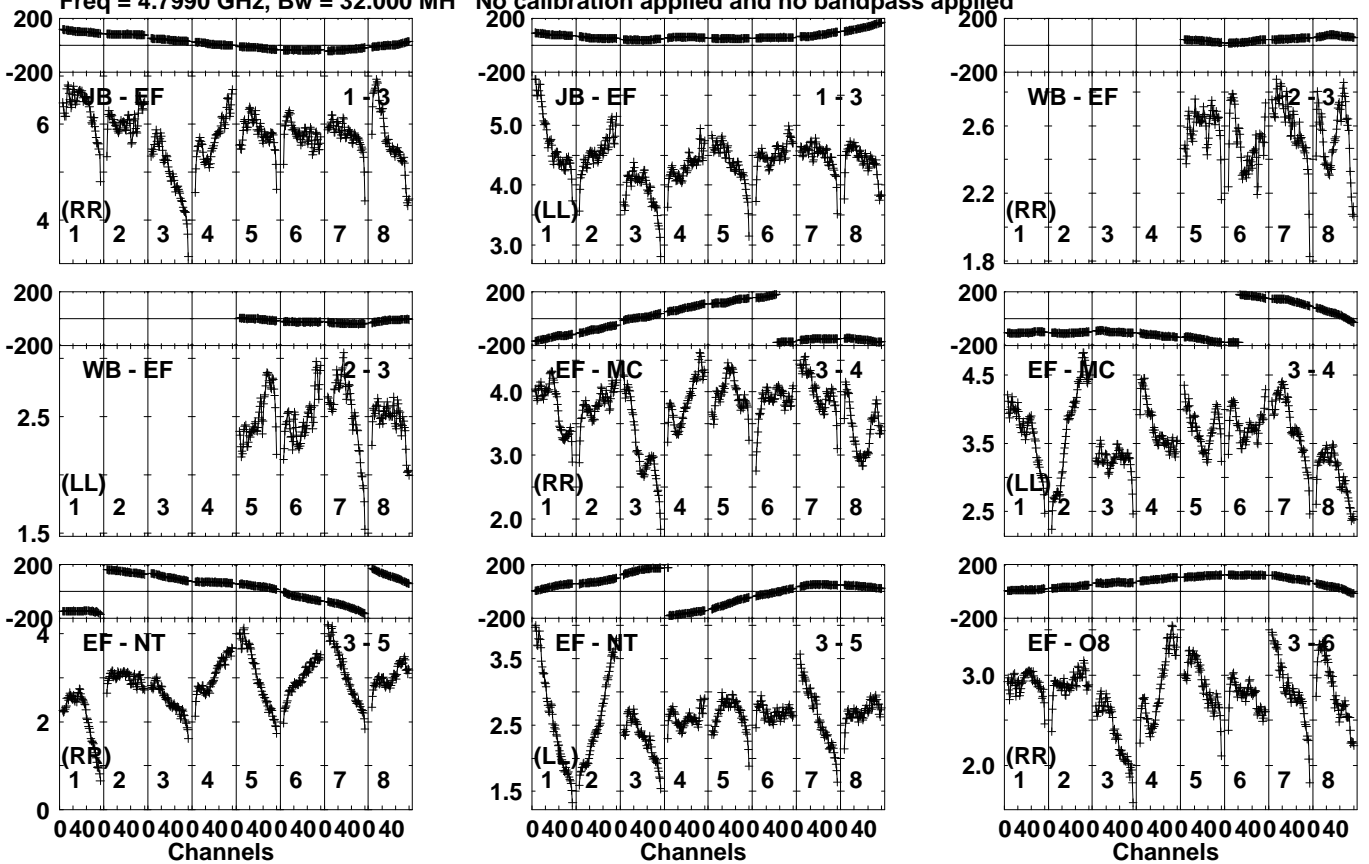 Freq = 4.7990 GHz, Bw = 32.000 MH No calibration applied and no bandpass applied
200
-200
JB - EF 1 - 3
6
4
(RR)
1 2 3 4 5 6 7 8
200
-200
JB - EF 1 - 3
5.0
4.0
3.0
(LL)
1 2 3 4 5 6 7 8
200
-200
WB - EF 2 - 3
2.6
2.2
1.8
(RR)
1 2 3 4 5 6 7 8
200
-200
WB - EF 2 - 3
2.5
1.5
(LL)
1 2 3 4 5 6 7 8
200
-200
EF - MC 3 - 4
4.0
3.0
2.0
(RR)
1 2 3 4 5 6 7 8
200
-200
EF - MC 3 - 4
4.5
3.5
2.5
(LL)
1 2 3 4 5 6 7 8
200
-200
EF - NT 3 - 5
4
2
0
(RR)
1 2 3 4 5 6 7 8
0 40 0 40 0 40 0 40 0 40 0 40 0 40 0 40
Channels
200
-200
EF - NT 3 - 5
3.5
2.5
1.5
(LL)
1 2 3 4 5 6 7 8
0 40 0 40 0 40 0 40 0 40 0 40 0 40 0 40
Channels
200
-200
EF - O8 3 - 6
3.0
2.0
(RR)
1 2 3 4 5 6 7 8
0 40 0 40 0 40 0 40 0 40 0 40 0 40 0 40
Channels